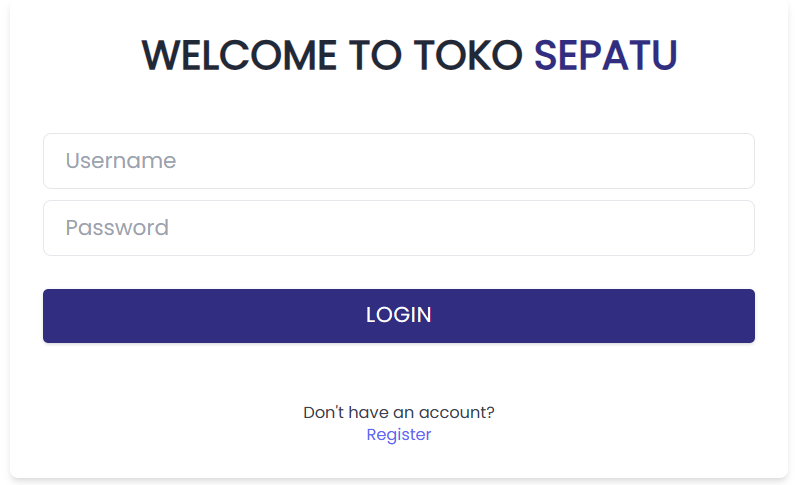 WELCOME TO TOKO SEPATU
Username
Password
LOGIN
Don't have an account?
Register